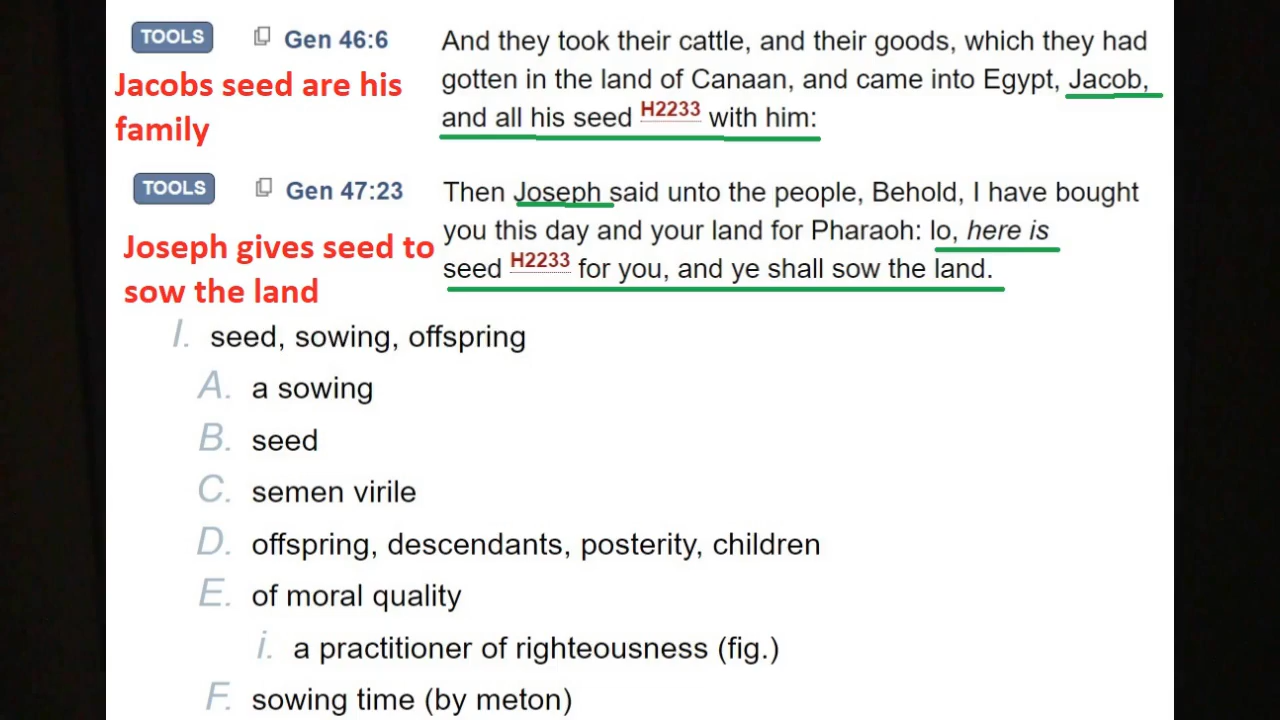 TOOLS Gen 46:6 And they took their cattle, and their goods, which they had
gotten in the land of Canaan, and came into Egypt, Jacob,
and all his seed H2233 with him:
Jacobs seed are his
family
TOOLS Gen 47:23 Then Joseph said unto the people, Behold, I have bought
you this day and your land for Pharaoh: lo, here is
seed H2233 for you, and ye shall sow the land.
Joseph gives seed to
sow the land
I. seed, sowing, offspring
A. a sowing
B. seed
C. semen virile
D. offspring, descendants, posterity, children
E. of moral quality
i. a practitioner of righteousness (fig.)
F. sowing time (by meton)